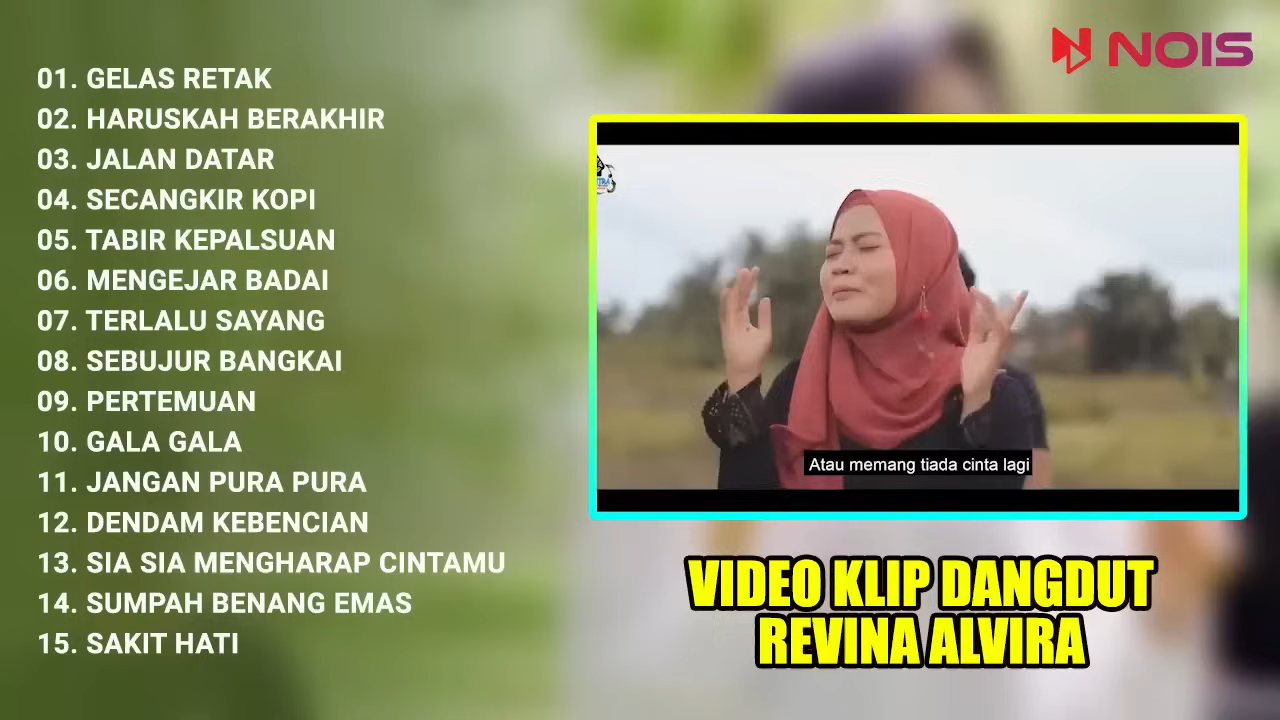 01. GELAS RETAK
02. HARUSKAH BERAKHIR
03. JALAN DATAR
04. SECANGKIR KOPI
05. TABIR KEPALSUAN
06. MENGEJAR BADAI
07. TERLALU SAYANG
08. SEBUJUR BANGKAI
09. PERTEMUAN
10. GALA GALA
11. JANGAN PURA PURA
12. DENDAM KEBENCIAN
13. SIA SIA MENGHARAP CINTAMU
14. SUMPAH BENANG EMAS
15. SAKIT HATI
NOIS
Atau memang tiada cinta lagi
VIDEO KLIP DANGDUT
REVINA ALVIRA